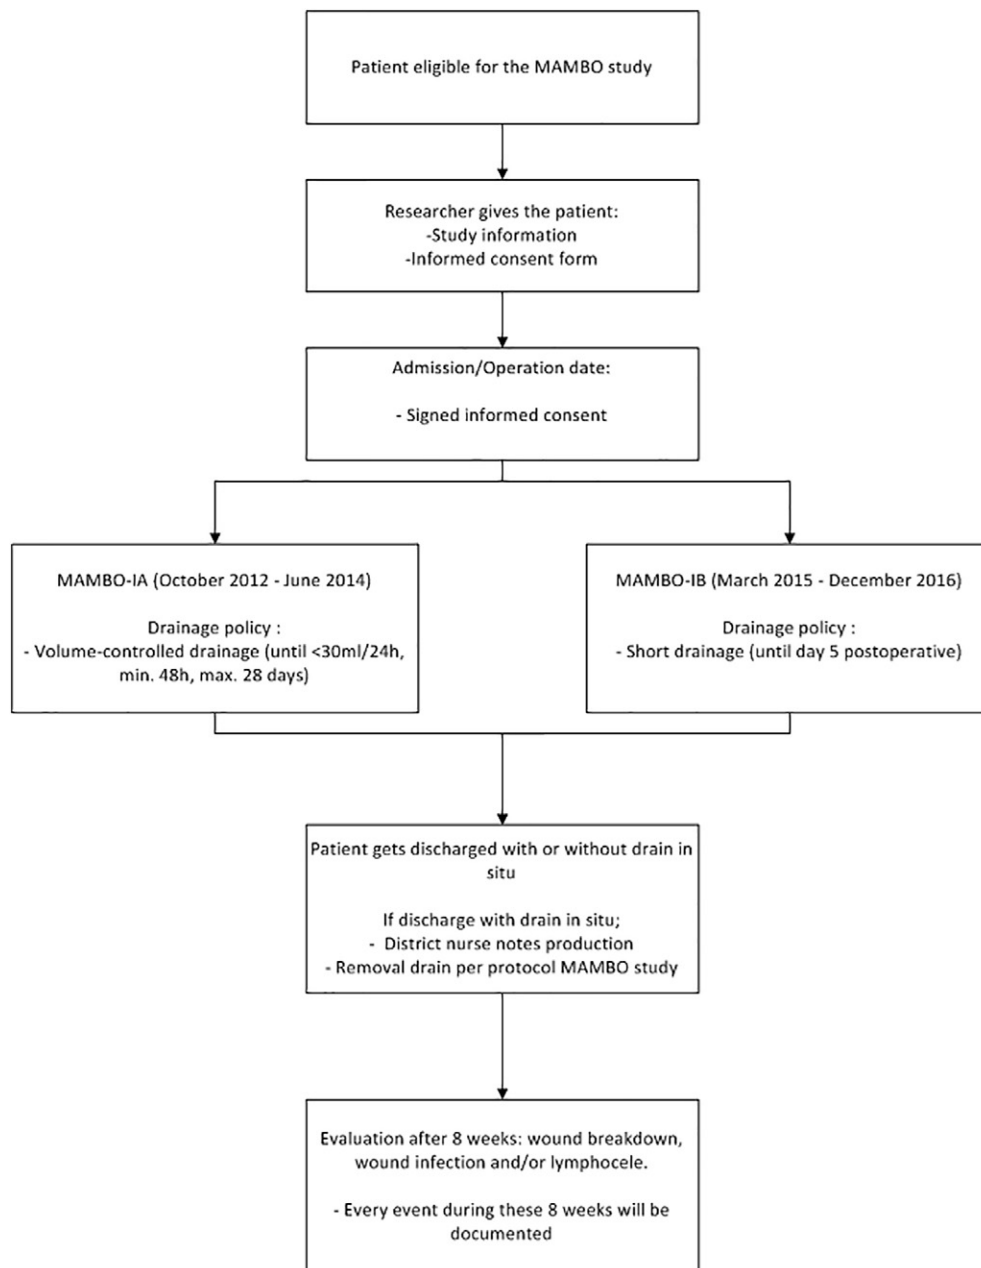 Patient eligible for the MAMBO study
Researcher gives the patient:
-Study information
-Informed consent form
Admission/Operation date:
- Signed informed consent
MAMBO-IA (October 2012 - June 2014)
Drainage policy :
- Volume-controlled drainage (until <30ml/24h,
min. 48h, max. 28 days)
MAMBO-IB (March 2015 - December 2016)
Drainage policy :
- Short drainage (until day 5 postoperative)
Patient gets discharged with or without drain in
situ
If discharge with drain in situ;
- District nurse notes production
- Removal drain per protocol MAMBO study
Evaluation after 8 weeks: wound breakdown,
wound infection and/or lymphocele.
- Every event during these 8 weeks will be
documented